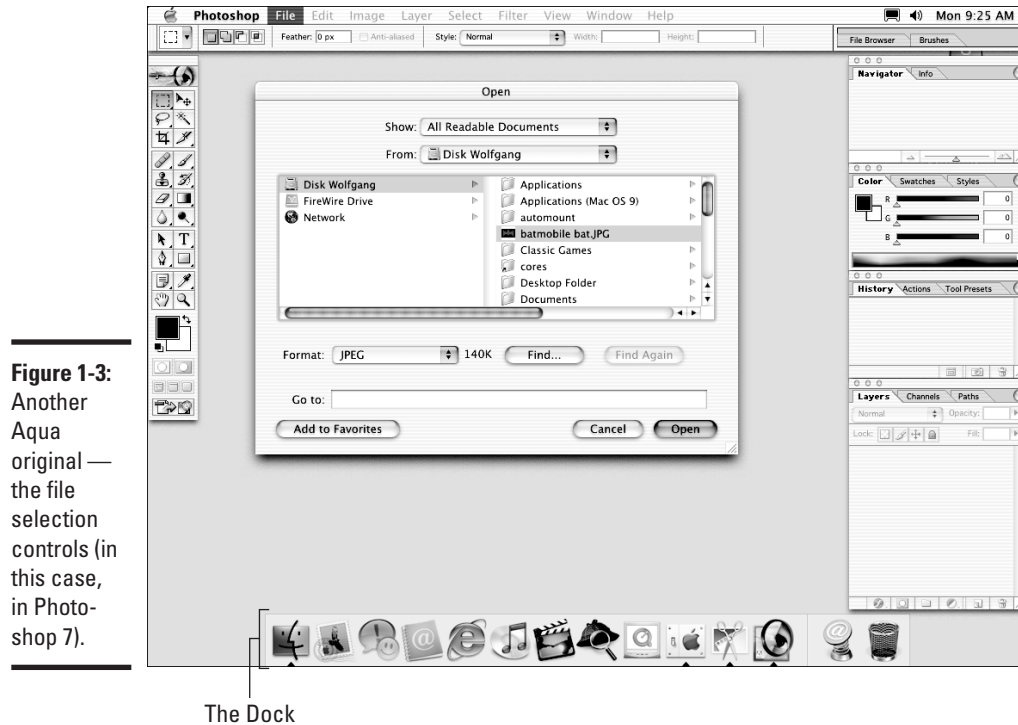 Photoshop File Edit Image Layer Select Filter View Window Help Mon 9:25 AM
Feather: 0 px Anti-aliased Style: Normal Width: Height: File Browser Brushes
Navigator Info
Open
Show: All Readable Documents
From: Disk Wolfgang
Disk Wolfgang
FireWire Drive
Network
Applications
Applications (Mac OS 9)
automount
batmobile bat.JPG
Classic Games
cores
Desktop Folder
Documents
Format: JPEG 140K Find... Find Again
Go to:
Add to Favorites Cancel Open
Color Swatches Styles
R 0
G 0
B 0
History Actions Tool Presets
Layers Channels Paths
Normal Opacity:
Lock: Fill:
Figure 1-3:
Another
Aqua
original —
the file
selection
controls (in
this case,
in Photo-
shop 7).
The Dock